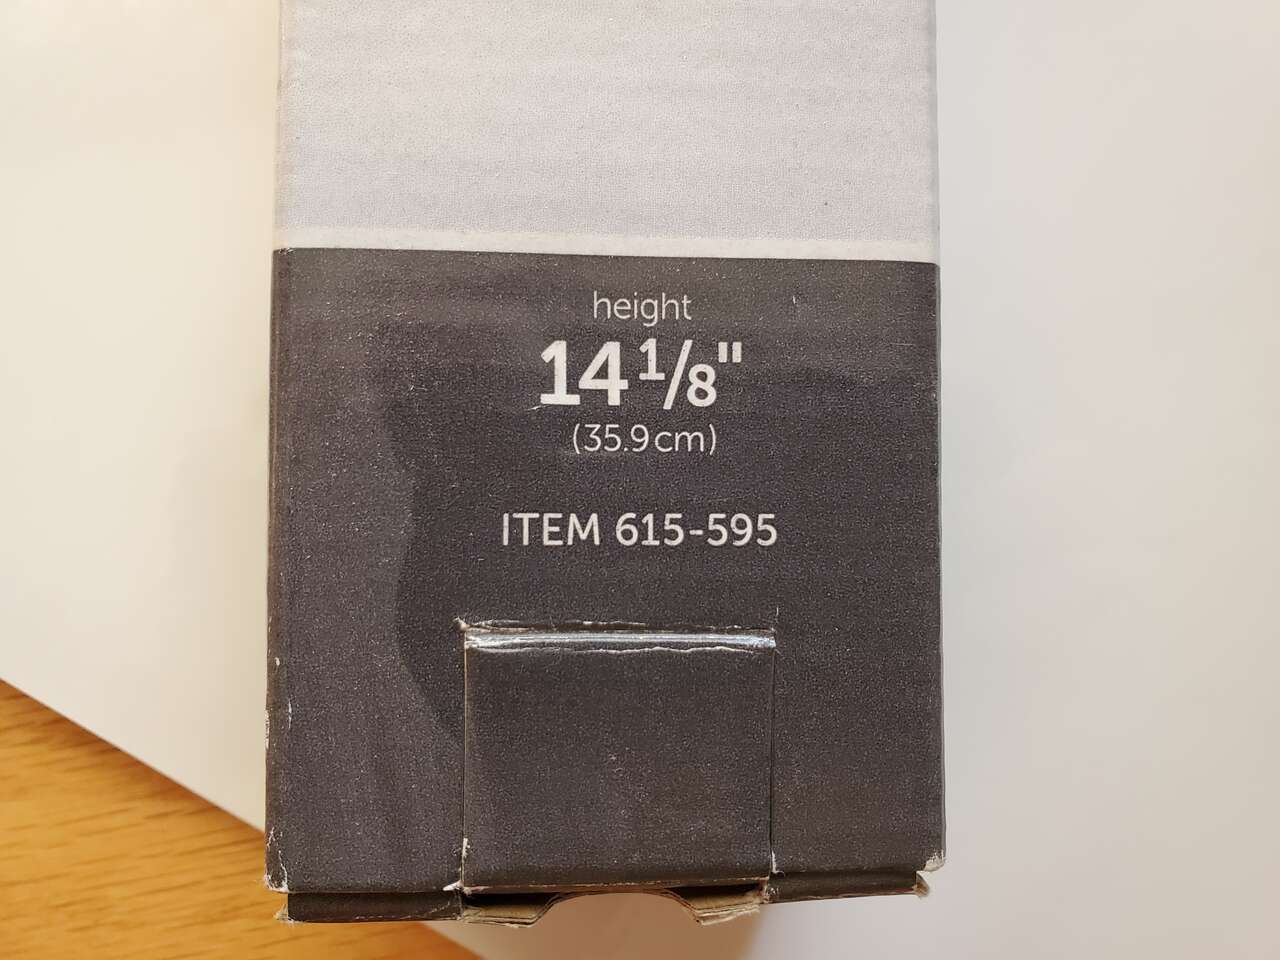 height
14 1/8"
(35.9cm)
ITEM 615-595